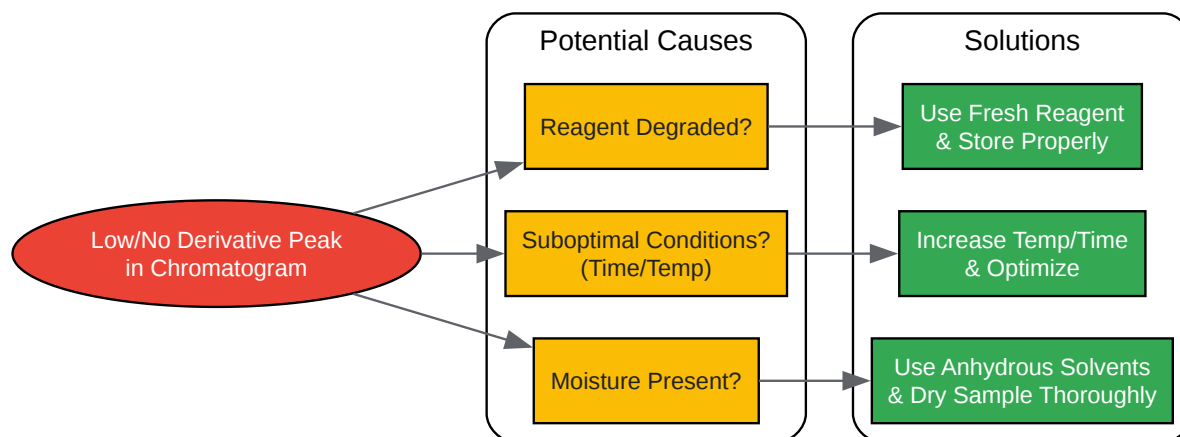 Potential Causes
Solutions
Reagent Degraded?
Use Fresh Reagent
& Store Properly
Low/No Derivative Peak
in Chromatogram
Suboptimal Conditions?
(Time/Temp)
Increase Temp/Time
& Optimize
Moisture Present?
Use Anhydrous Solvents
& Dry Sample Thoroughly